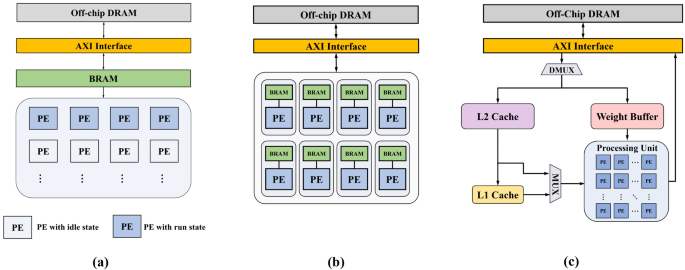 Off-chip DRAM
AXI Interface
BRAM
PE PE PE PE
PE PE PE PE
PE PE with idle state PE PE with run state
(a)
Off-chip DRAM
AXI Interface
BRAM BRAM BRAM BRAM
PE PE PE PE
BRAM BRAM BRAM BRAM
PE PE PE PE
(b)
Off-Chip DRAM
AXI Interface
DMUX
L2 Cache
Weight Buffer
Processing Unit
MUX
L1 Cache
PE PE PE
PE PE PE
PE PE PE
(c)